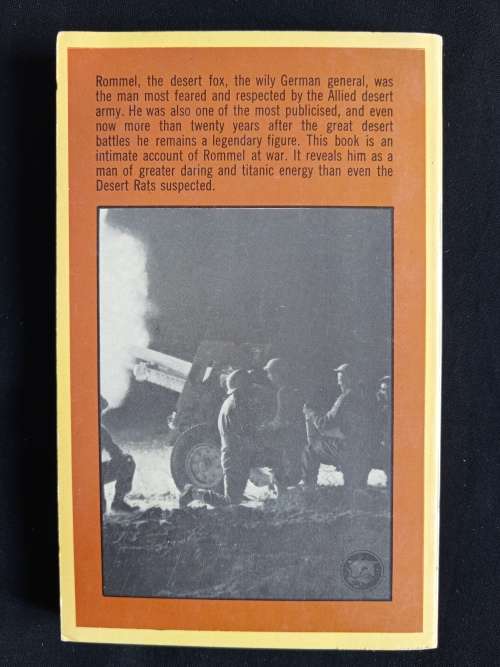 Rommel, the desert fox, the wily German general, was
the man most feared and respected by the Allied desert
army. He was also one of the most publicised, and even
now more than twenty years after the great desert
battles he remains a legendary figure. This book is an
intimate account of Rommel at war. It reveals him as a
man of greater daring and titanic energy than even the
Desert Rats suspected.